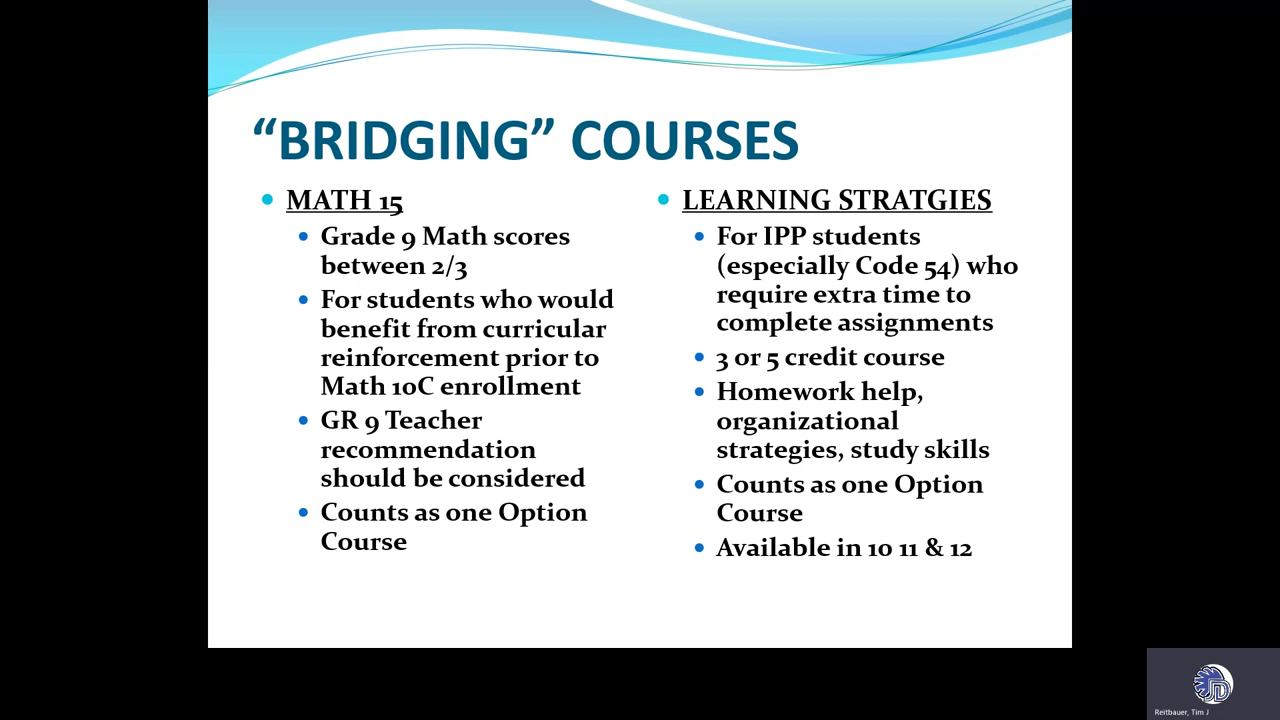 “BRIDGING” COURSES
MATH 15
Grade 9 Math scores
between 2/3
For students who would
benefit from curricular
reinforcement prior to
Math 10C enrollment
GR 9 Teacher
recommendation
should be considered
Counts as one Option
Course
LEARNING STRATGIES
For IPP students
(especially Code 54) who
require extra time to
complete assignments
3 or 5 credit course
Homework help,
organizational
strategies, study skills
Counts as one Option
Course
Available in 10 11 & 12
Reitbauer, Tim J